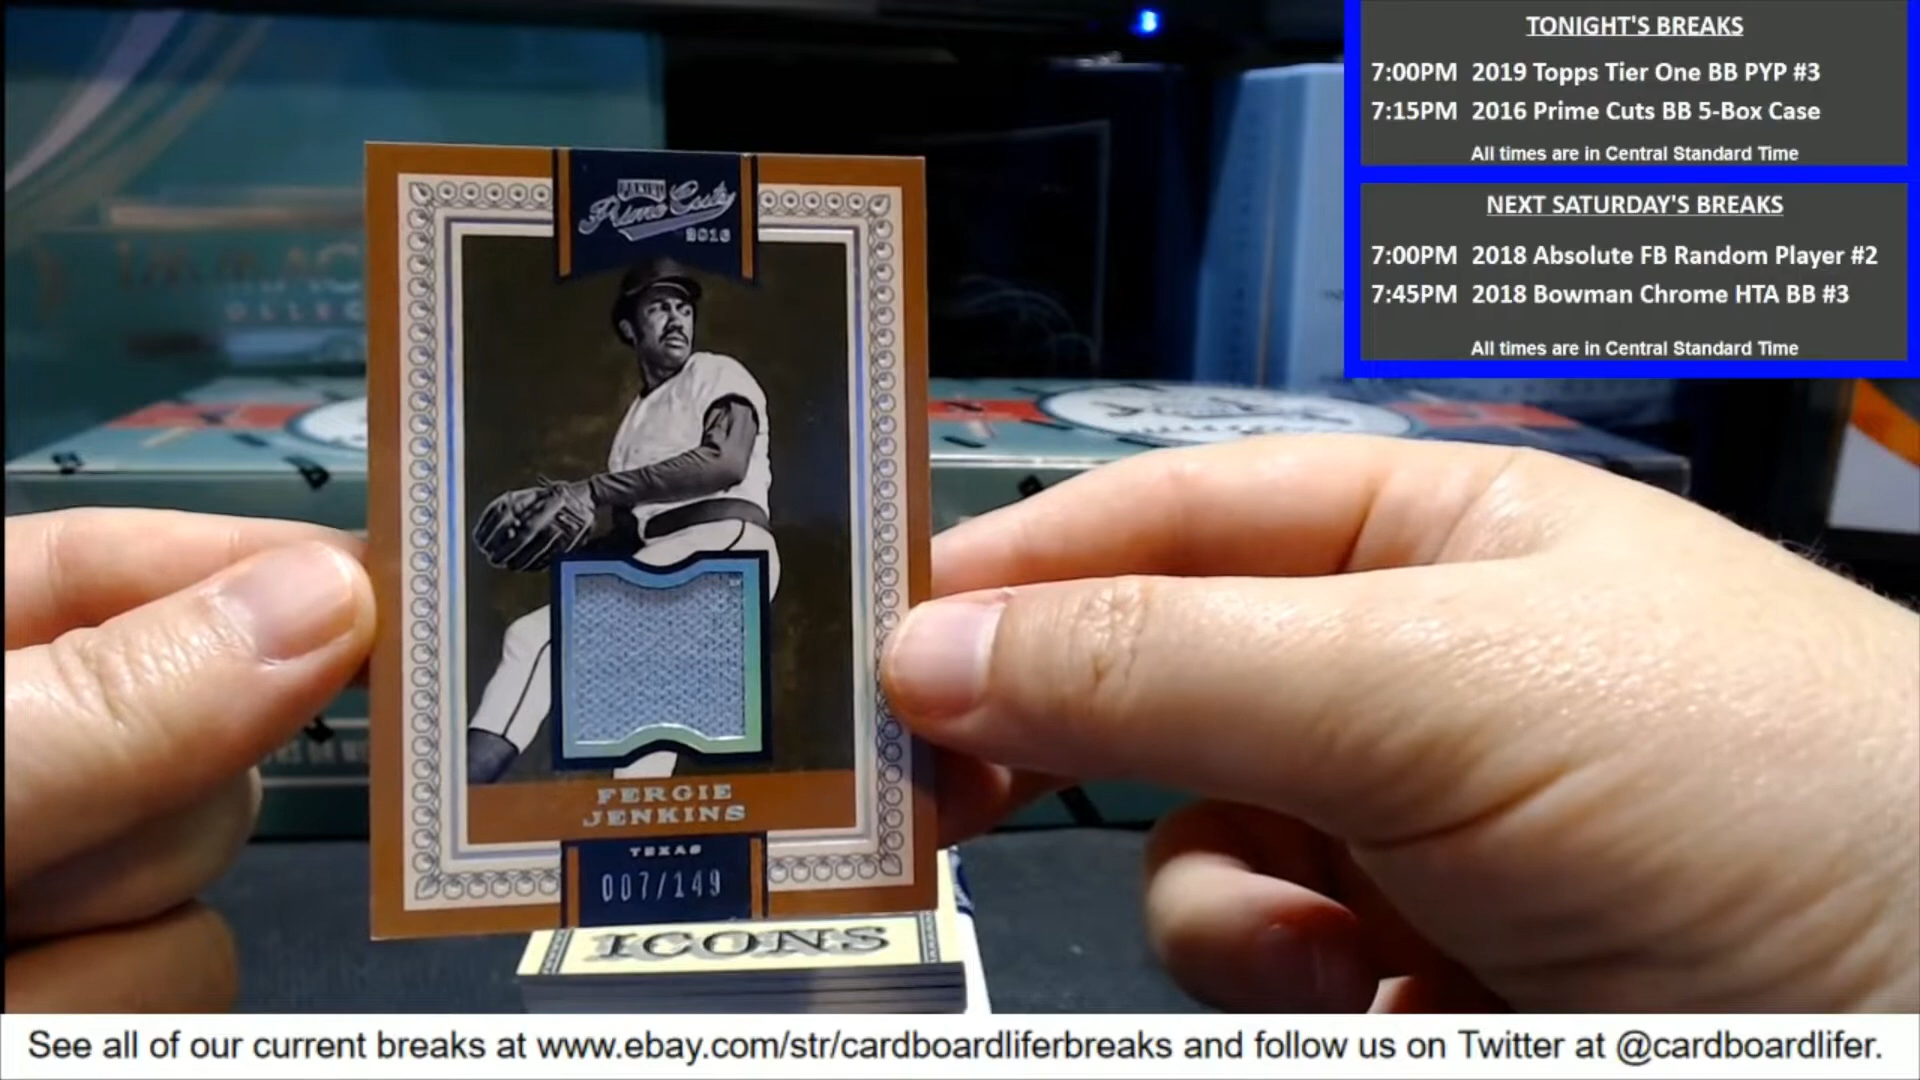 TONIGHT'S BREAKS
7:00PM 2019 Topps Tier One BB PYP #3
7:15PM 2016 Prime Cuts BB 5-Box Case
All times are in Central Standard Time
NEXT SATURDAY'S BREAKS
7:00PM 2018 Absolute FB Random Player #2
7:45PM 2018 Bowman Chrome HTA BB #3
All times are in Central Standard Time
PANINI
Prime Cuts
2016
FERGIE
JENKINS
TEXAS
007/149
ICONS
See all of our current breaks at www.ebay.com/str/cardboardliferbreaks and follow us on Twitter at @cardboardlifer.